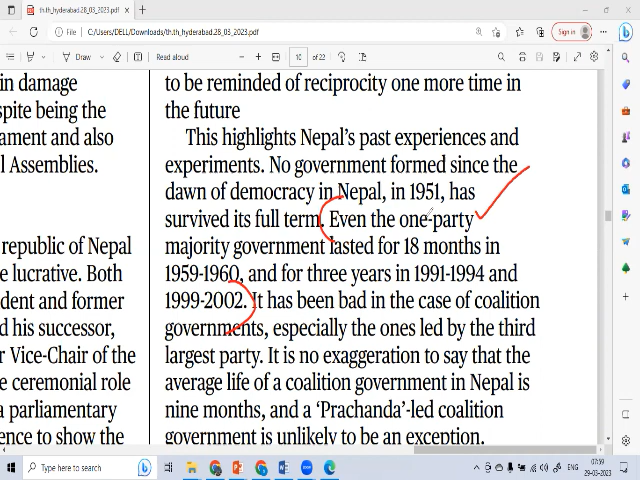 th.th_hyderabad.28_03_2023.pdf
File | C:/Users/DELL/Downloads/th.th_hyderabad.28_03_2023.pdf
Sign in
Draw
Read aloud
10 of 22
in damage
spite being the
ament and also
l Assemblies.
republic of Nepal
e lucrative. Both
dent and former
d his successor,
r Vice-Chair of the
e ceremonial role
a parliamentary
ence to show the
to be reminded of reciprocity one more time in
the future
This highlights Nepal's past experiences and
experiments. No government formed since the
dawn of democracy in Nepal, in 1951, has
survived its full term. Even the one-party
majority government lasted for 18 months in
1959-1960, and for three years in 1991-1994 and
1999-2002. It has been bad in the case of coalition
governments, especially the ones led by the third
largest party. It is no exaggeration to say that the
average life of a coalition government in Nepal is
nine months, and a 'Prachanda'-led coalition
government is unlikely to be an exception.
Type here to search
ENG
07:59
29-03-2023